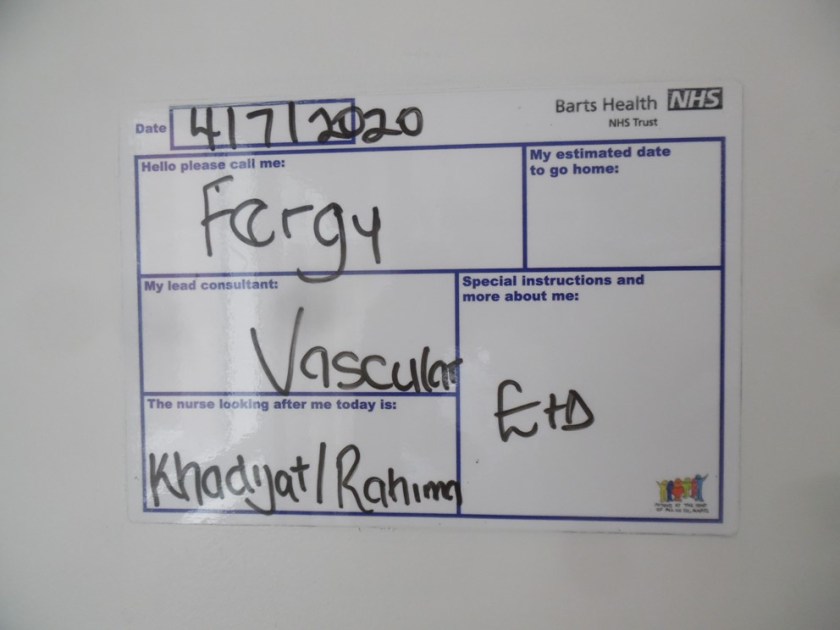 Date 4/7/2020
Barts Health NHS
NHS Trust
Hello please call me:
Fergy
My estimated date
to go home:
My lead consultant:
Vascular
Special instructions and
more about me:
E+D
The nurse looking after me today is:
Khadijat/Rahima